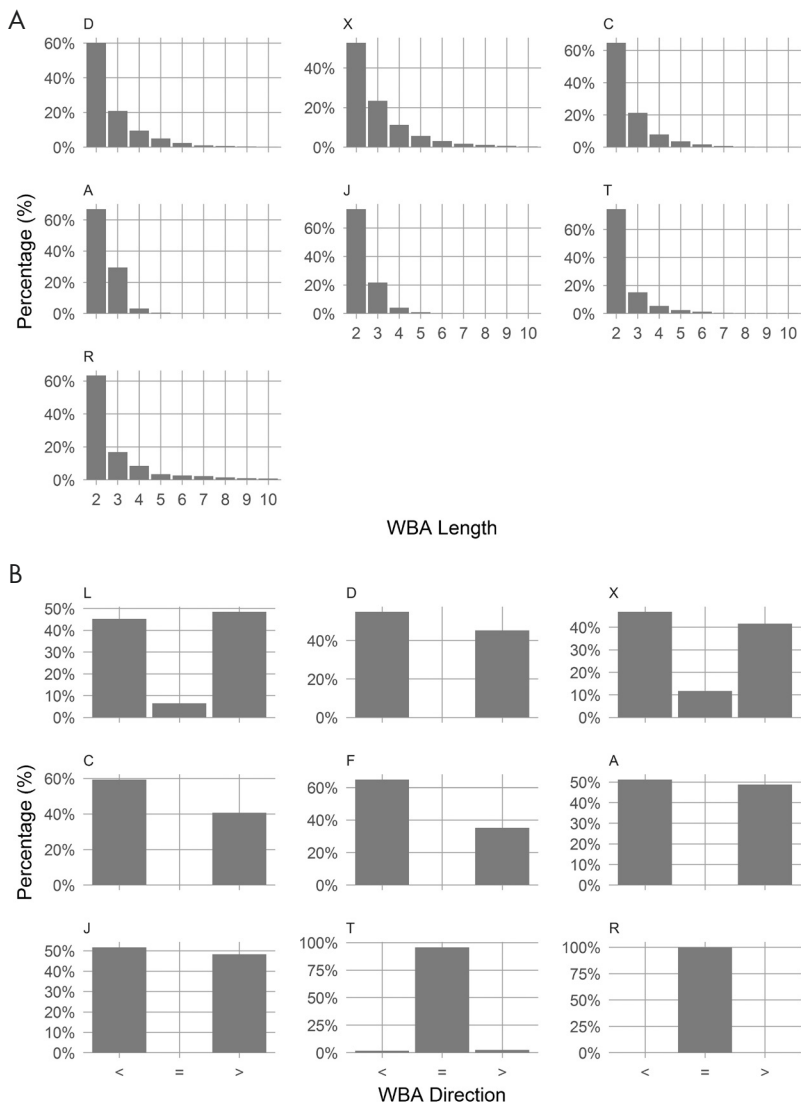 A
D X C
60% 40% 60%
40% 20% 40%
20% 0% 20%
0% 0%
Percentage (%)
A J T
60% 60% 60%
40% 40% 40%
20% 20% 20%
0% 0% 0%
2 3 4 5 6 7 8 9 10 2 3 4 5 6 7 8 9 10
R
60%
40%
20%
0%
2 3 4 5 6 7 8 9 10
WBA Length
B
L D X
50% 40% 40%
40% 20% 30%
30% 0% 20%
20% 10%
10% 0%
0%
Percentage (%)
C F A
60% 60% 50%
40% 40% 40%
20% 20% 30%
0% 0% 20%
10%
0%
J T R
50% 100% 100%
40% 75% 75%
30% 50% 50%
20% 25% 25%
10% 0% 0%
0%
< = > < = > < = >
WBA Direction